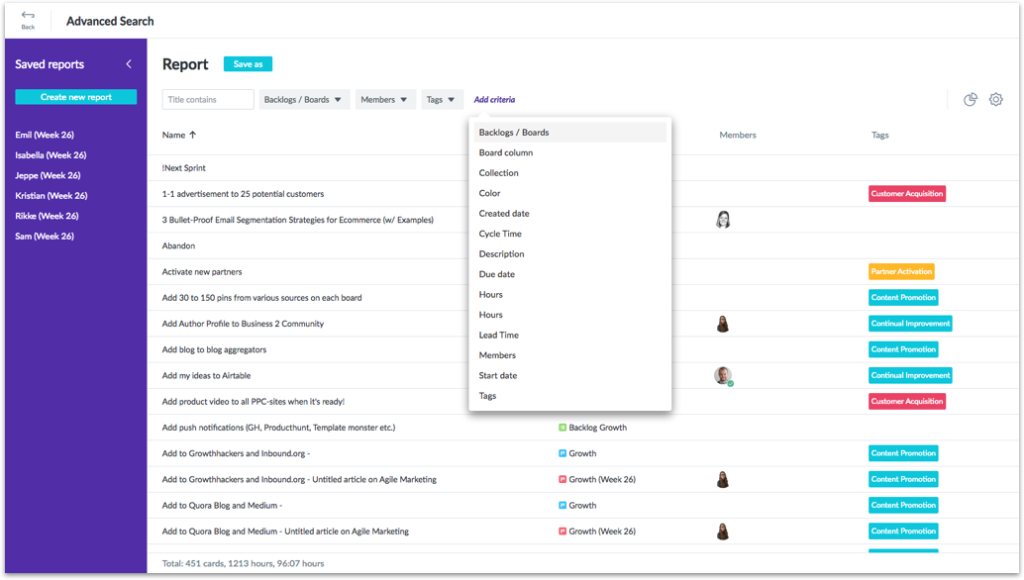 Back
Advanced Search
Saved reports
Create new report
Emil (Week 26)
Isabella (Week 26)
Jeppe (Week 26)
Kristian (Week 26)
Rikke (Week 26)
Sam (Week 26)
Report
Save as
Title contains
Backlogs / Boards
Members
Tags
Add criteria
Backlogs / Boards
Board column
Collection
Color
Created date
Cycle Time
Description
Due date
Hours
Hours
Lead Time
Members
Start date
Tags
Name
Members
Tags
!Next Sprint
1-1 advertisement to 25 potential customers
Customer Acquisition
3 Bullet-Proof Email Segmentation Strategies for Ecommerce (w/ Examples)
Abandon
Activate new partners
Partner Activation
Add 30 to 150 pins from various sources on each board
Content Promotion
Add Author Profile to Business 2 Community
Continual Improvement
Add blog to blog aggregators
Content Promotion
Add my ideas to Airtable
Continual Improvement
Add product video to all PPC-sites when it's ready!
Customer Acquisition
Add push notifications (GH, Producthunt, Template monster etc.)
Backlog Growth
Add to Growthhackers and Inbound.org -
Growth
Content Promotion
Add to Growthhackers and Inbound.org - Untitled article on Agile Marketing
Growth (Week 26)
Content Promotion
Add to Quora Blog and Medium -
Growth
Content Promotion
Add to Quora Blog and Medium - Untitled article on Agile Marketing
Growth (Week 26)
Content Promotion
Total: 451 cards, 1213 hours, 96:07 hours